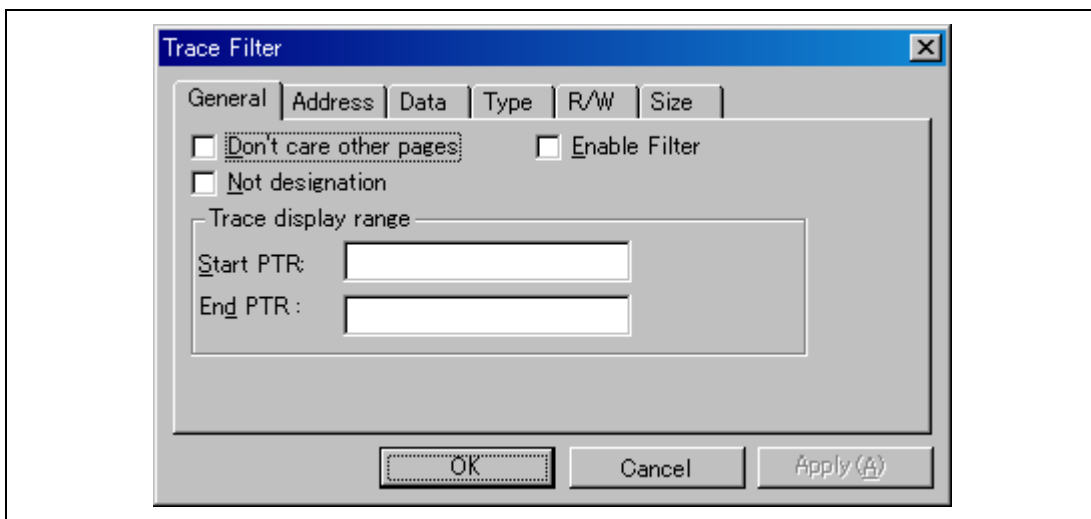 Trace Filter
General Address Data Type R/W Size
Don't care other pages Enable Filter
Not designation
Trace display range
Start PTR:
End PTR :
OK Cancel Apply(A)